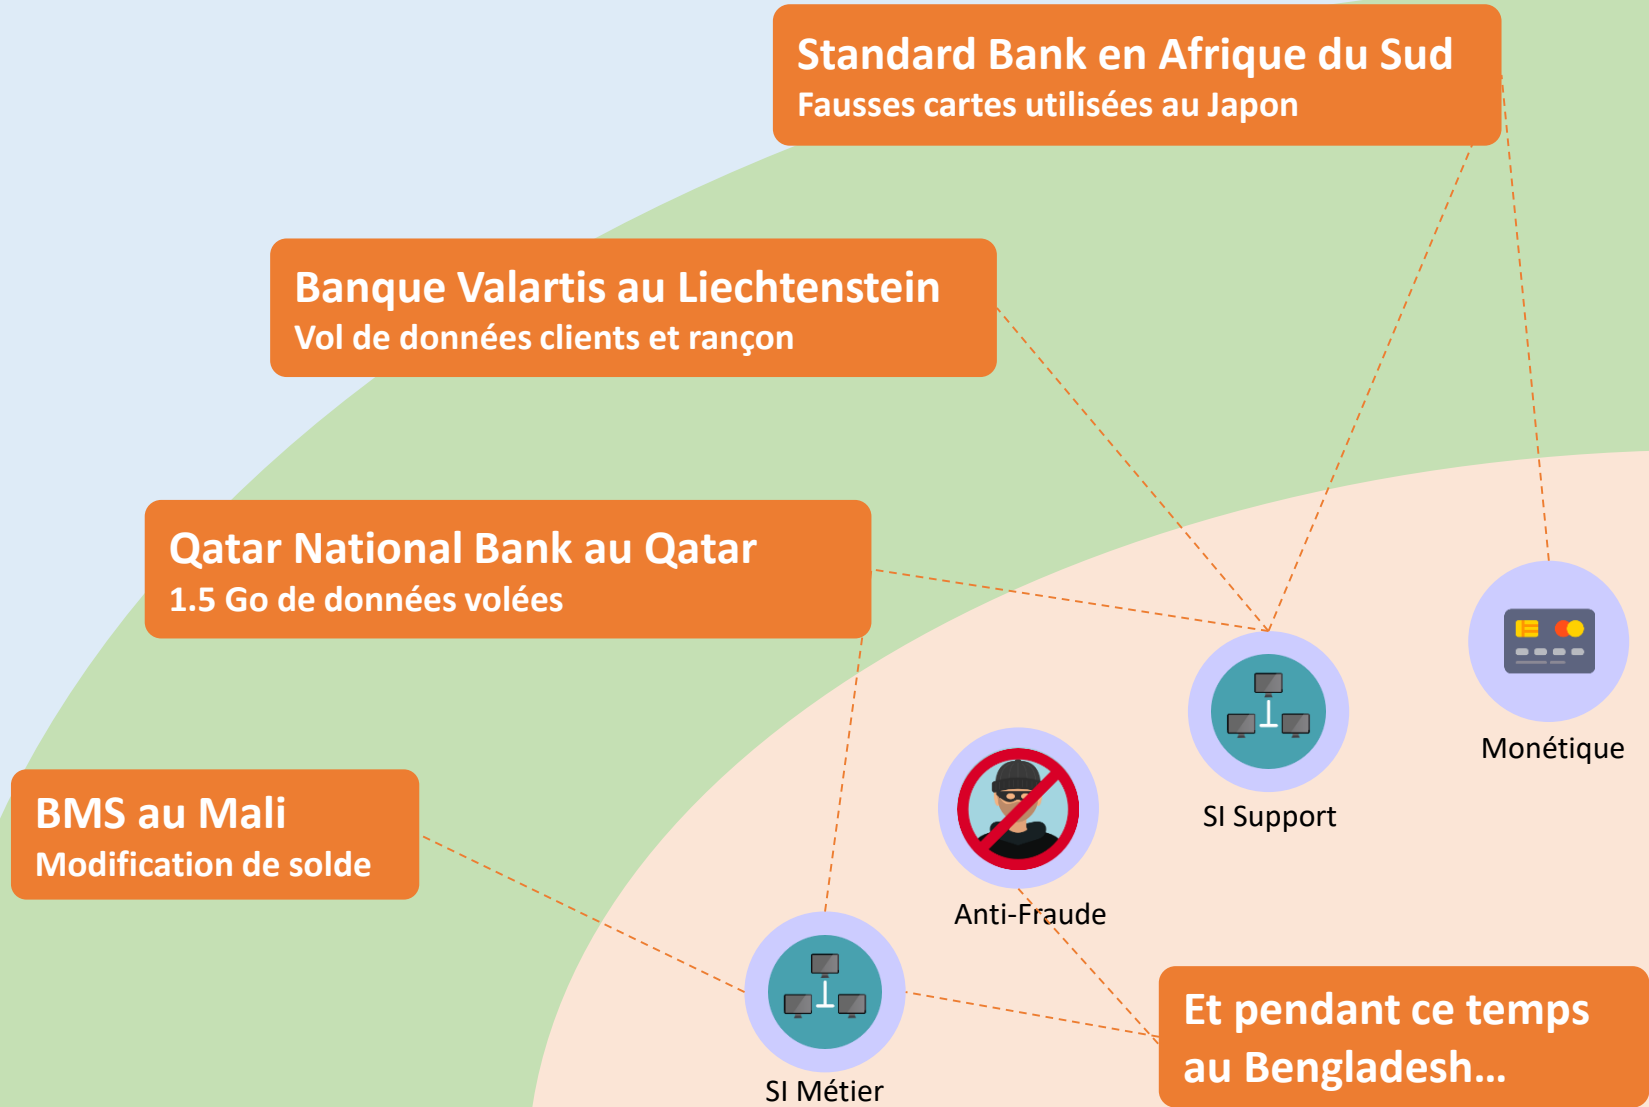 Standard Bank en Afrique du Sud
Fausses cartes utilisées au Japon
Banque Valartis au Liechtenstein
Vol de données clients et rançon
Qatar National Bank au Qatar
1.5 Go de données volées
Monétique
BMS au Mali
Modification de solde
SI Support
Anti-Fraude
Et pendant ce temps
au Bengladesh...
SI Métier